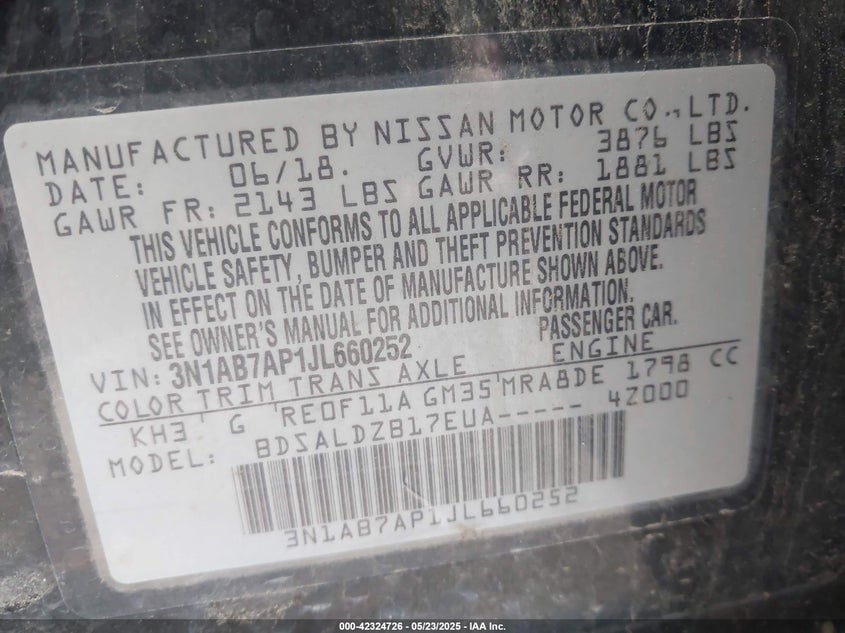 MANUFACTURED BY NISSAN MOTOR CO.,LTD.
DATE: 06/18. GVWR: 3876 LBS
GAWR FR: 2143 LBS GAWR RR: 1881 LBS
THIS VEHICLE CONFORMS TO ALL APPLICABLE FEDERAL MOTOR
VEHICLE SAFETY, BUMPER AND THEFT PREVENTION STANDARDS
IN EFFECT ON THE DATE OF MANUFACTURE SHOWN ABOVE.
SEE OWNER'S MANUAL FOR ADDITIONAL INFORMATION.
VIN: 3N1AB7AP1JL660252 PASSENGER CAR.
COLOR TRIM TRANS AXLE ENGINE
KH3 G RE0F11A GM35 MRA8DE 1798 CC
MODEL: BDSALDZB17EUA----- 4Z000
3N1AB7AP1JL660252
000-42324726 - 05/23/2025 - IAA Inc.